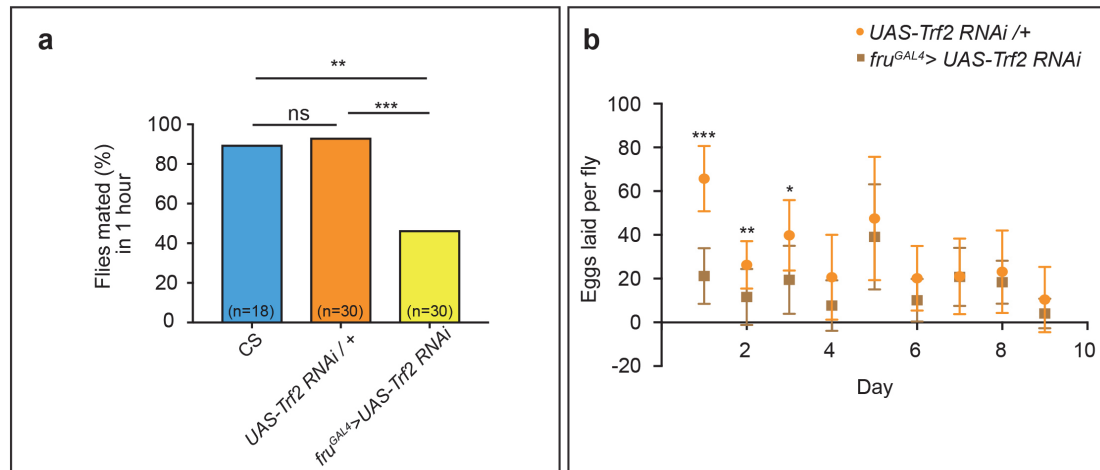 a
**
ns
***
100
80
60
40
20
0
Flies mated (%)
in 1 hour
(n=18)
(n=30)
(n=30)
CS
UAS-Trf2 RNAi / +
fruGAL4>UAS-Trf2 RNAi
b
UAS-Trf2 RNAi /+
fruGAL4> UAS-Trf2 RNAi
100
80
60
40
20
0
-20
Eggs laid per fly
***
**
*
2
4
6
8
10
Day